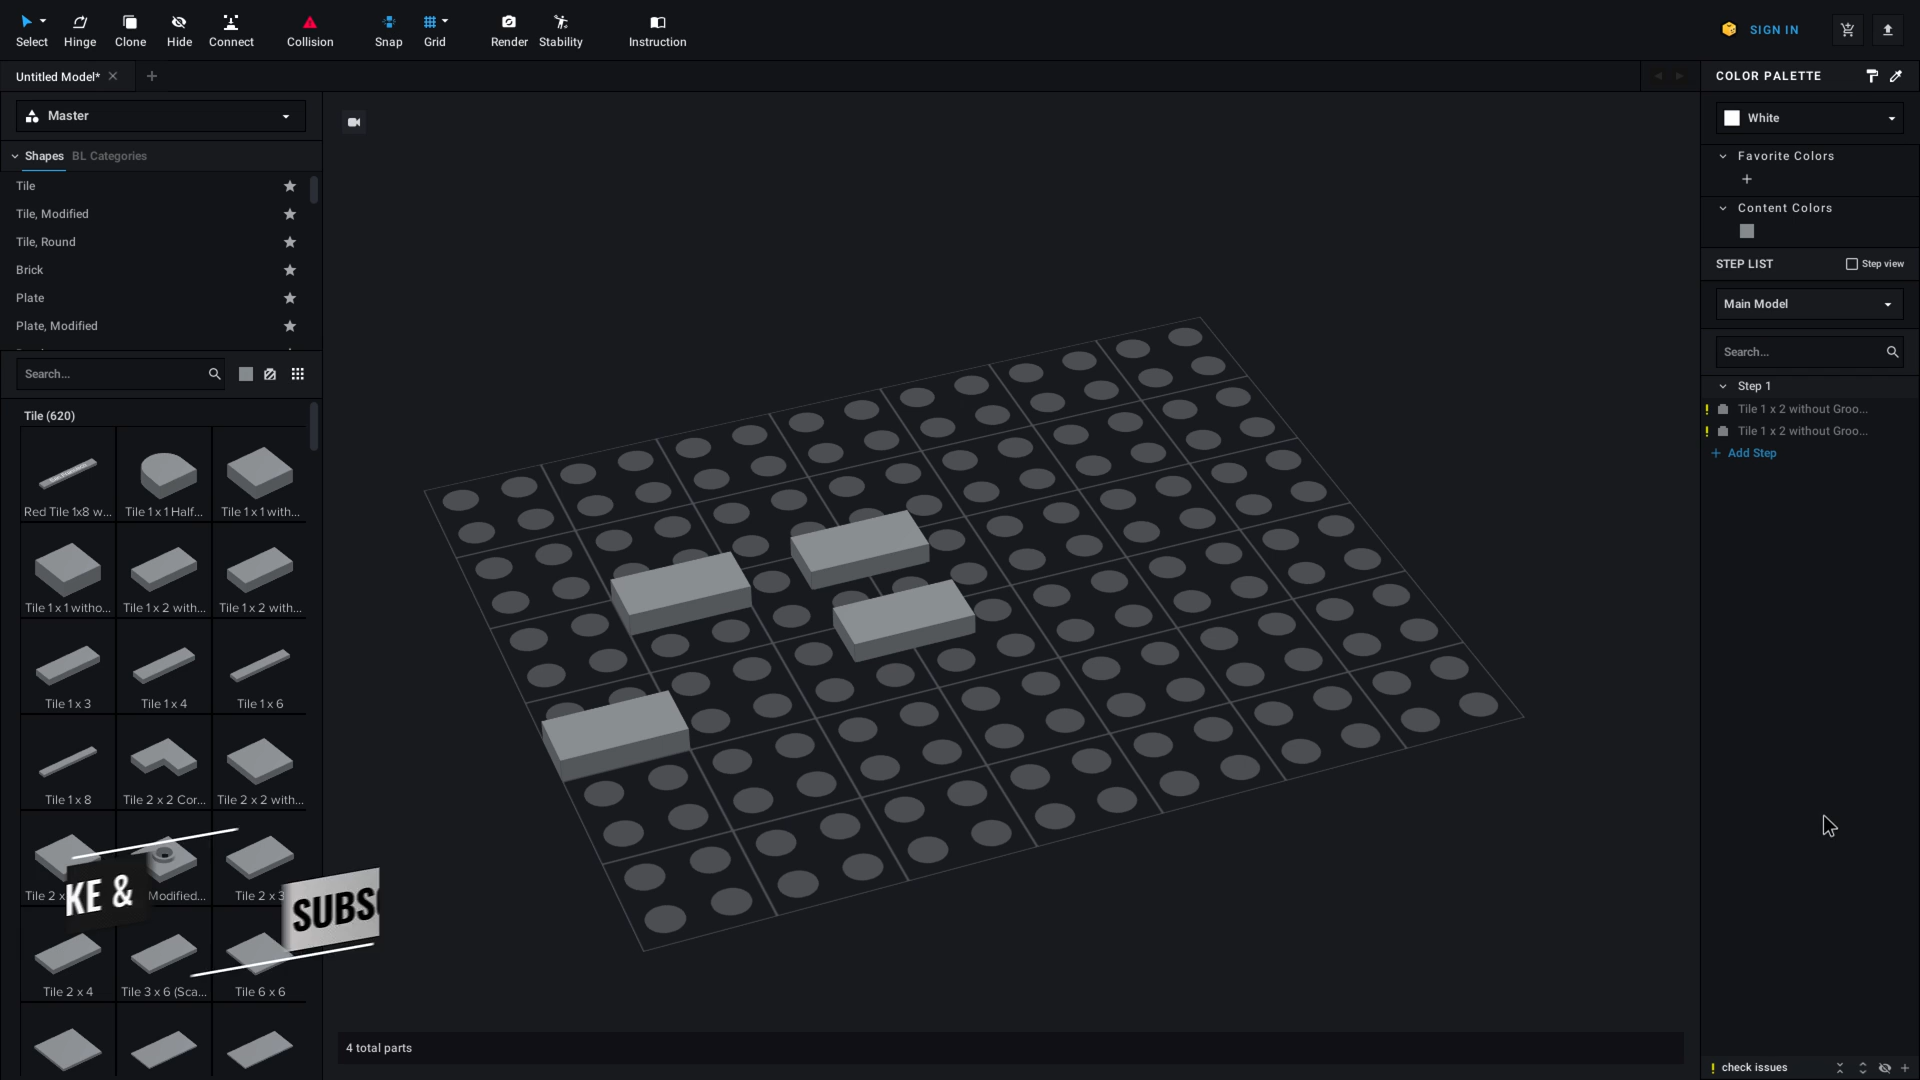 Select
Hinge
Clone
Hide
Connect
Collision
Snap
Grid
Render
Stability
Instruction
SIGN IN
Untitled Model*
COLOR PALETTE
Master
White
Shapes
BL Categories
Favorite Colors
Tile
Tile, Modified
Tile, Round
Brick
Plate
Plate, Modified
Content Colors
STEP LIST
Step view
Main Model
Search...
Search...
Step 1
Tile 1 x 2 without Groo...
Tile 1 x 2 without Groo...
+ Add Step
Tile (620)
Red Tile 1x8 w...
Tile 1 x 1 Half...
Tile 1 x 1 with...
Tile 1 x 1 witho...
Tile 1 x 2 with...
Tile 1 x 2 with...
Tile 1 x 3
Tile 1 x 4
Tile 1 x 6
Tile 1 x 8
Tile 2 x 2 Cor...
Tile 2 x 2 with...
Tile 2 x
Modified...
Tile 2 x 3
KE &
SUBS
Tile 2 x 4
Tile 3 x 6 (Sca...
Tile 6 x 6
4 total parts
! check issues